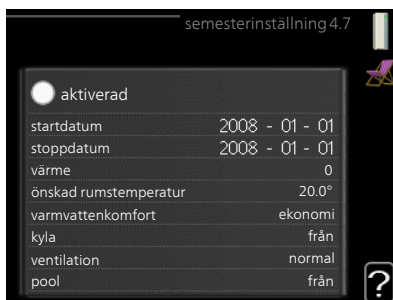 semesterinställning 4.7
aktiverad
startdatum 2008 - 01 - 01
stoppdatum 2008 - 01 - 01
värme 0
önskad rumstemperatur 20.0°
varmvattenkomfort ekonomi
kyla från
ventilation normal
pool från
?